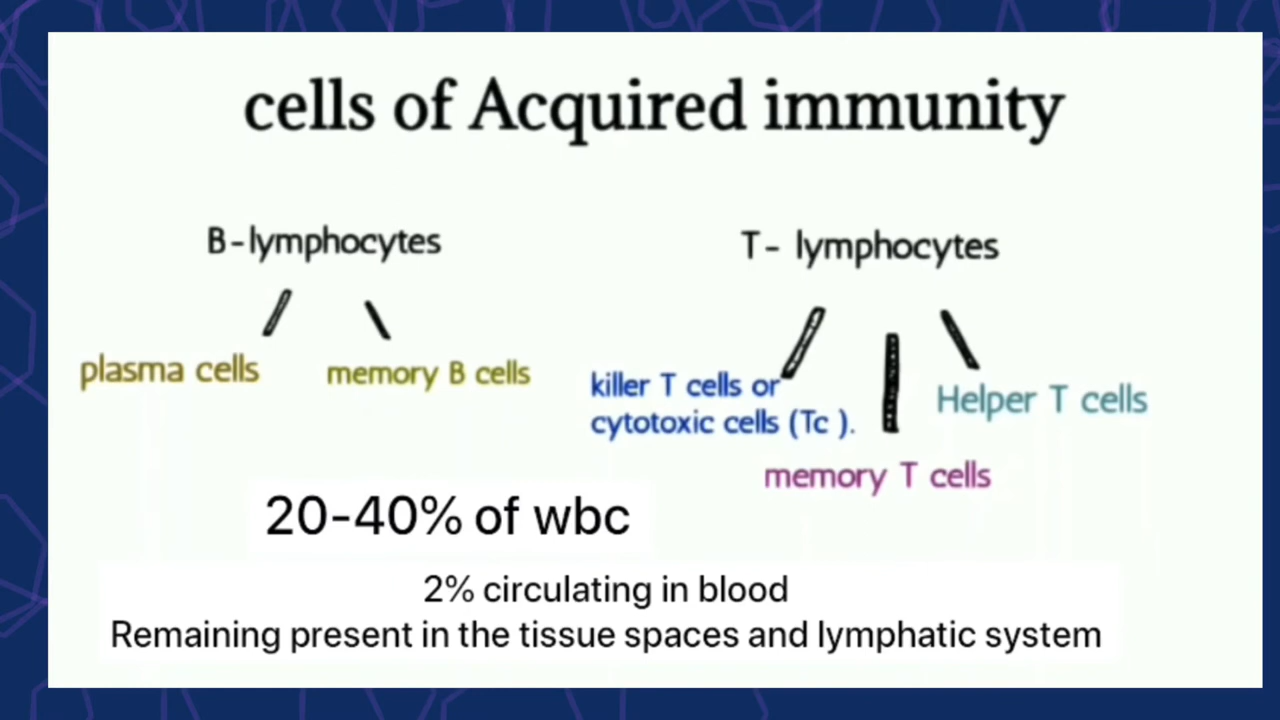 cells of Acquired immunity
B-lymphocytes
T- lymphocytes
plasma cells
memory B cells
killer T cells or
cytotoxic cells (Tc ).
Helper T cells
memory T cells
20-40% of wbc
2% circulating in blood
Remaining present in the tissue spaces and lymphatic system